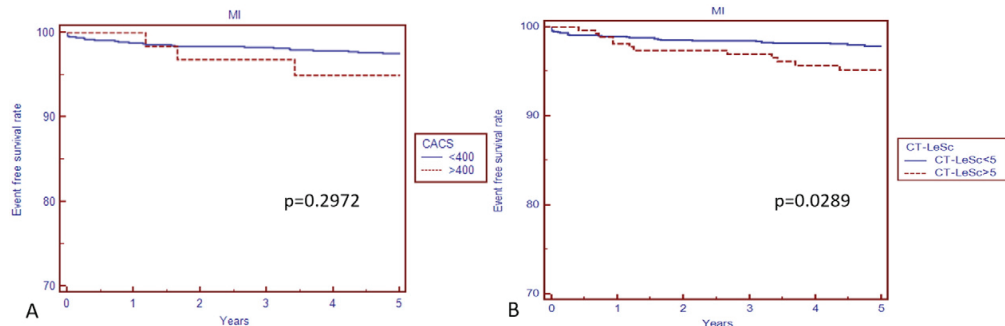 MI
Event free survival rate
100
90
80
70
0 1 2 3 4 5
Years
CACS
<400
>400
p=0.2972
A
MI
Event free survival rate
100
90
80
70
0 1 2 3 4 5
Years
CT-LeSc
CT-LeSc<5
CT-LeSc>5
p=0.0289
B